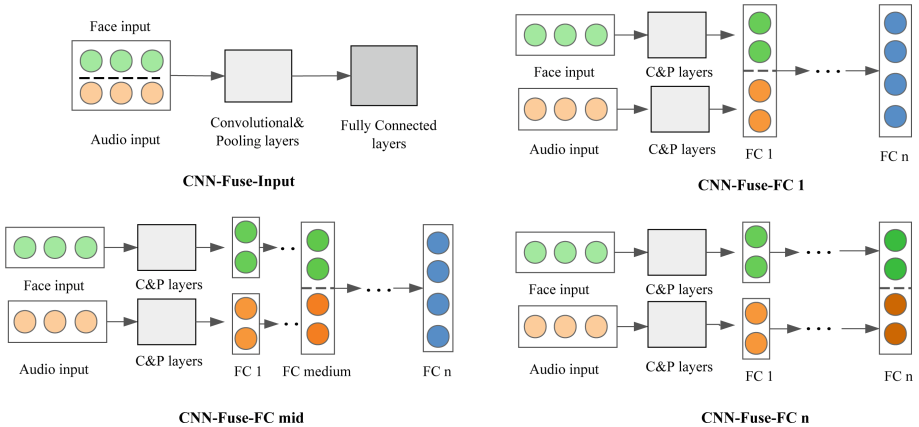 Face input
Audio input
Convolutional&
Pooling layers
Fully Connected
layers
CNN-Fuse-Input
Face input
C&P layers
Audio input
C&P layers
FC 1
FC n
CNN-Fuse-FC 1
Face input
C&P layers
Audio input
C&P layers
FC 1
FC medium
FC n
CNN-Fuse-FC mid
Face input
C&P layers
Audio input
C&P layers
FC 1
FC n
CNN-Fuse-FC n